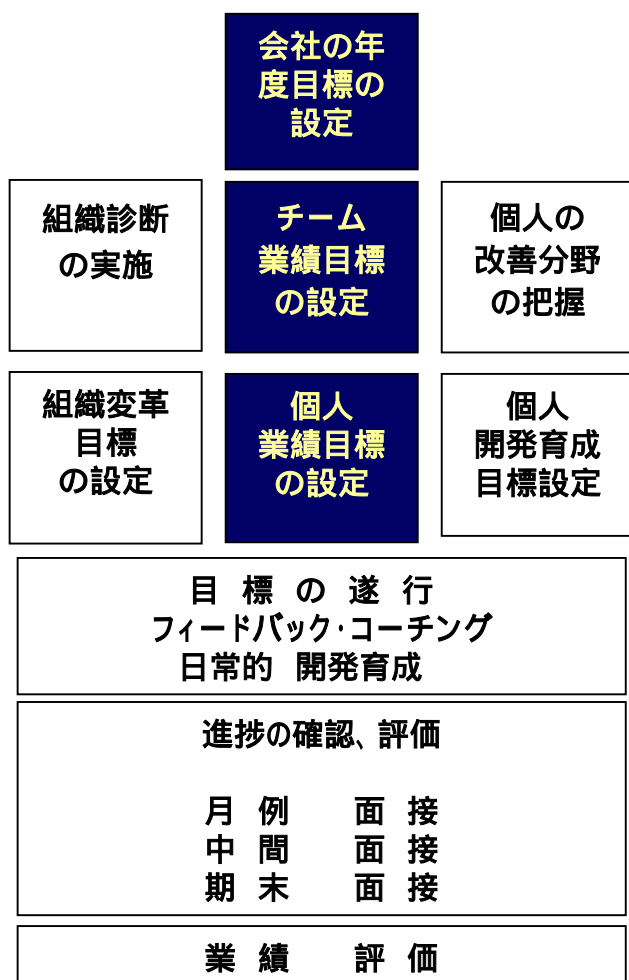 会社の年
度目標の
設定
組織診断
の実施
チーム
業績目標
の設定
個人の
改善分野
の把握
組織変革
目標
の設定
個人
業績目標
の設定
個人
開発育成
目標設定
目 標 の 遂 行
フィードバック・コーチング
日常的 開発育成
進捗の確認、評価
月 例 面 接
中 間 面 接
期 末 面 接
業 績 評 価